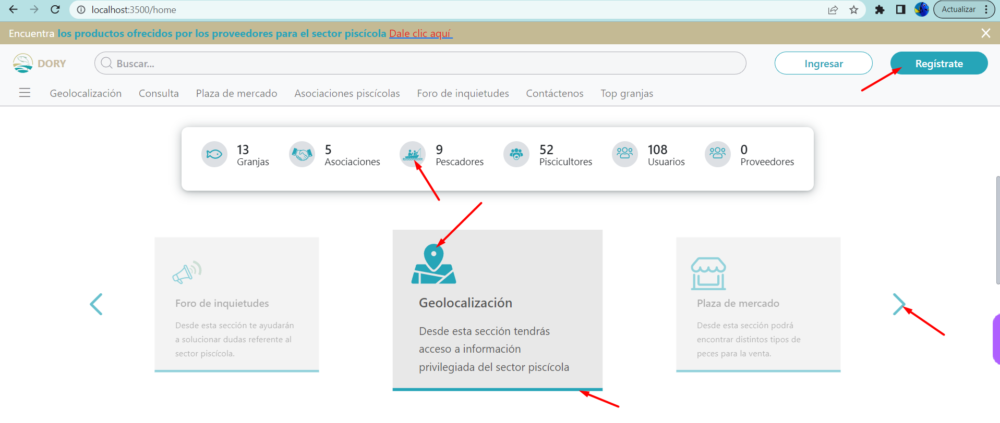 localhost:3500/home
Actualizar
Encuentra los productos ofrecidos por los proveedores para el sector piscícola Dale clic aquí
DORY
Buscar...
Ingresar
Regístrate
Geolocalización Consulta Plaza de mercado Asociaciones piscícolas Foro de inquietudes Contáctenos Top granjas
13
Granjas
5
Asociaciones
9
Pescadores
52
Piscicultores
108
Usuarios
0
Proveedores
Foro de inquietudes
Desde esta sección te ayudarán
a solucionar dudas referente al
sector piscícola.
Geolocalización
Desde esta sección tendrás
acceso a información
privilegiada del sector piscícola
Plaza de mercado
Desde esta sección podrá
encontrar distintos tipos de
peces para la venta.